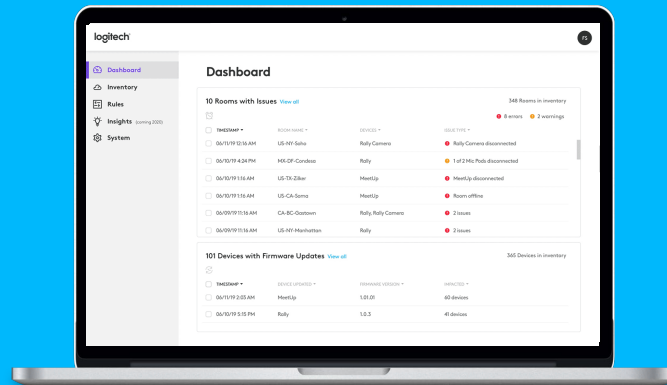 logitech
FS
Dashboard
Inventory
Rules
Insights (coming 2020)
System
Dashboard
10 Rooms with Issues View all
348 Rooms in inventory
8 errors 2 warnings
TIMESTAMP ROOM NAME DEVICES ISSUE TYPE
06/11/19 12:16 AM US-NY-Soho Rally Camera Rally Camera disconnected
06/10/19 4:24 PM MX-DF-Condesa Rally 1 of 2 Mic Pods disconnected
06/10/19 1:16 AM US-TX-Zilker MeetUp MeetUp disconnected
06/10/19 1:16 AM US-CA-Soma MeetUp Room offline
06/09/19 11:16 AM CA-BC-Gastown Rally, Rally Camera 2 issues
06/09/19 11:16 AM US-NY-Manhattan Rally 2 issues
101 Devices with Firmware Updates View all
365 Devices in inventory
TIMESTAMP DEVICE UPDATED FIRMWARE VERSION IMPACTED
06/11/19 2:03 AM MeetUp 1.01.01 60 devices
06/10/19 5:15 PM Rally 1.0.3 41 devices